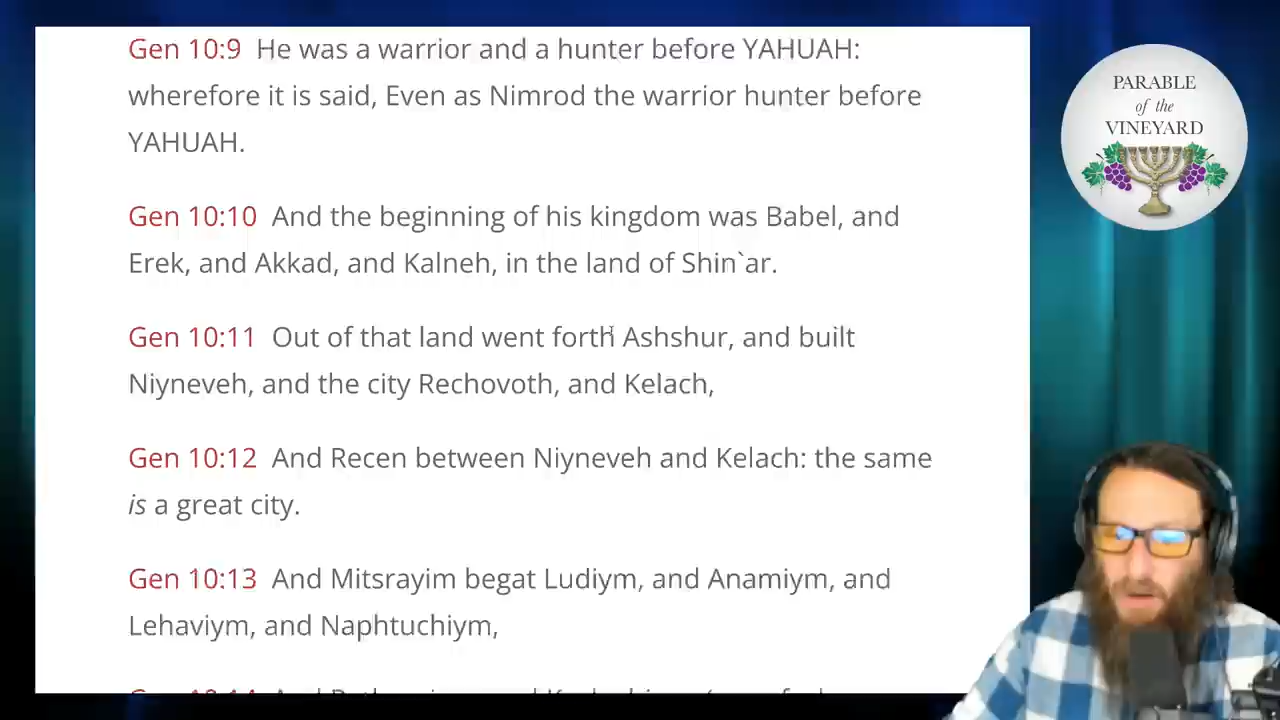 Gen 10:9 He was a warrior and a hunter before YAHUAH:
wherefore it is said, Even as Nimrod the warrior hunter before
YAHUAH.
Gen 10:10 And the beginning of his kingdom was Babel, and
Erek, and Akkad, and Kalneh, in the land of Shin`ar.
Gen 10:11 Out of that land went forth Ashshur, and built
Niyneveh, and the city Rechovoth, and Kelach,
Gen 10:12 And Recen between Niyneveh and Kelach: the same
is a great city.
Gen 10:13 And Mitsrayim begat Ludiym, and Anamiym, and
Lehaviym, and Naphtuchiym,
PARABLE
of the
VINEYARD